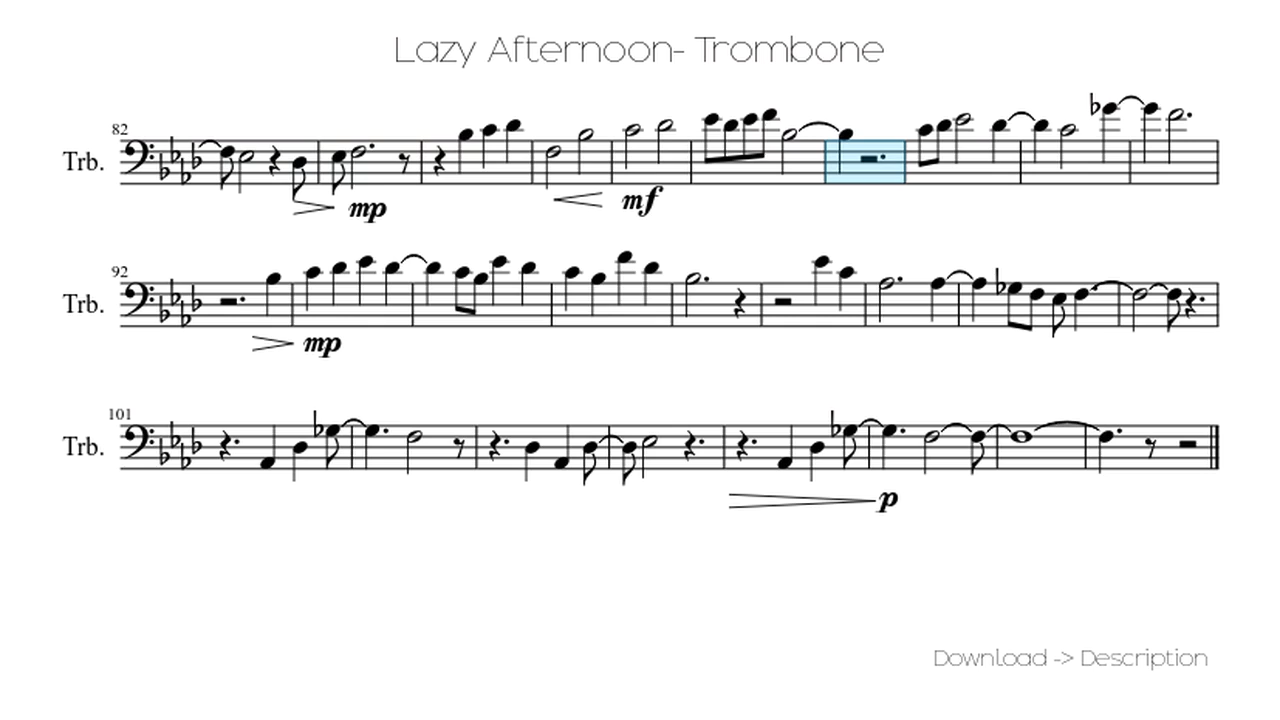 Lazy Afternoon- Trombone
82
Trb.
mp
mf
92
Trb.
mp
101
Trb.
p
Download -> Description